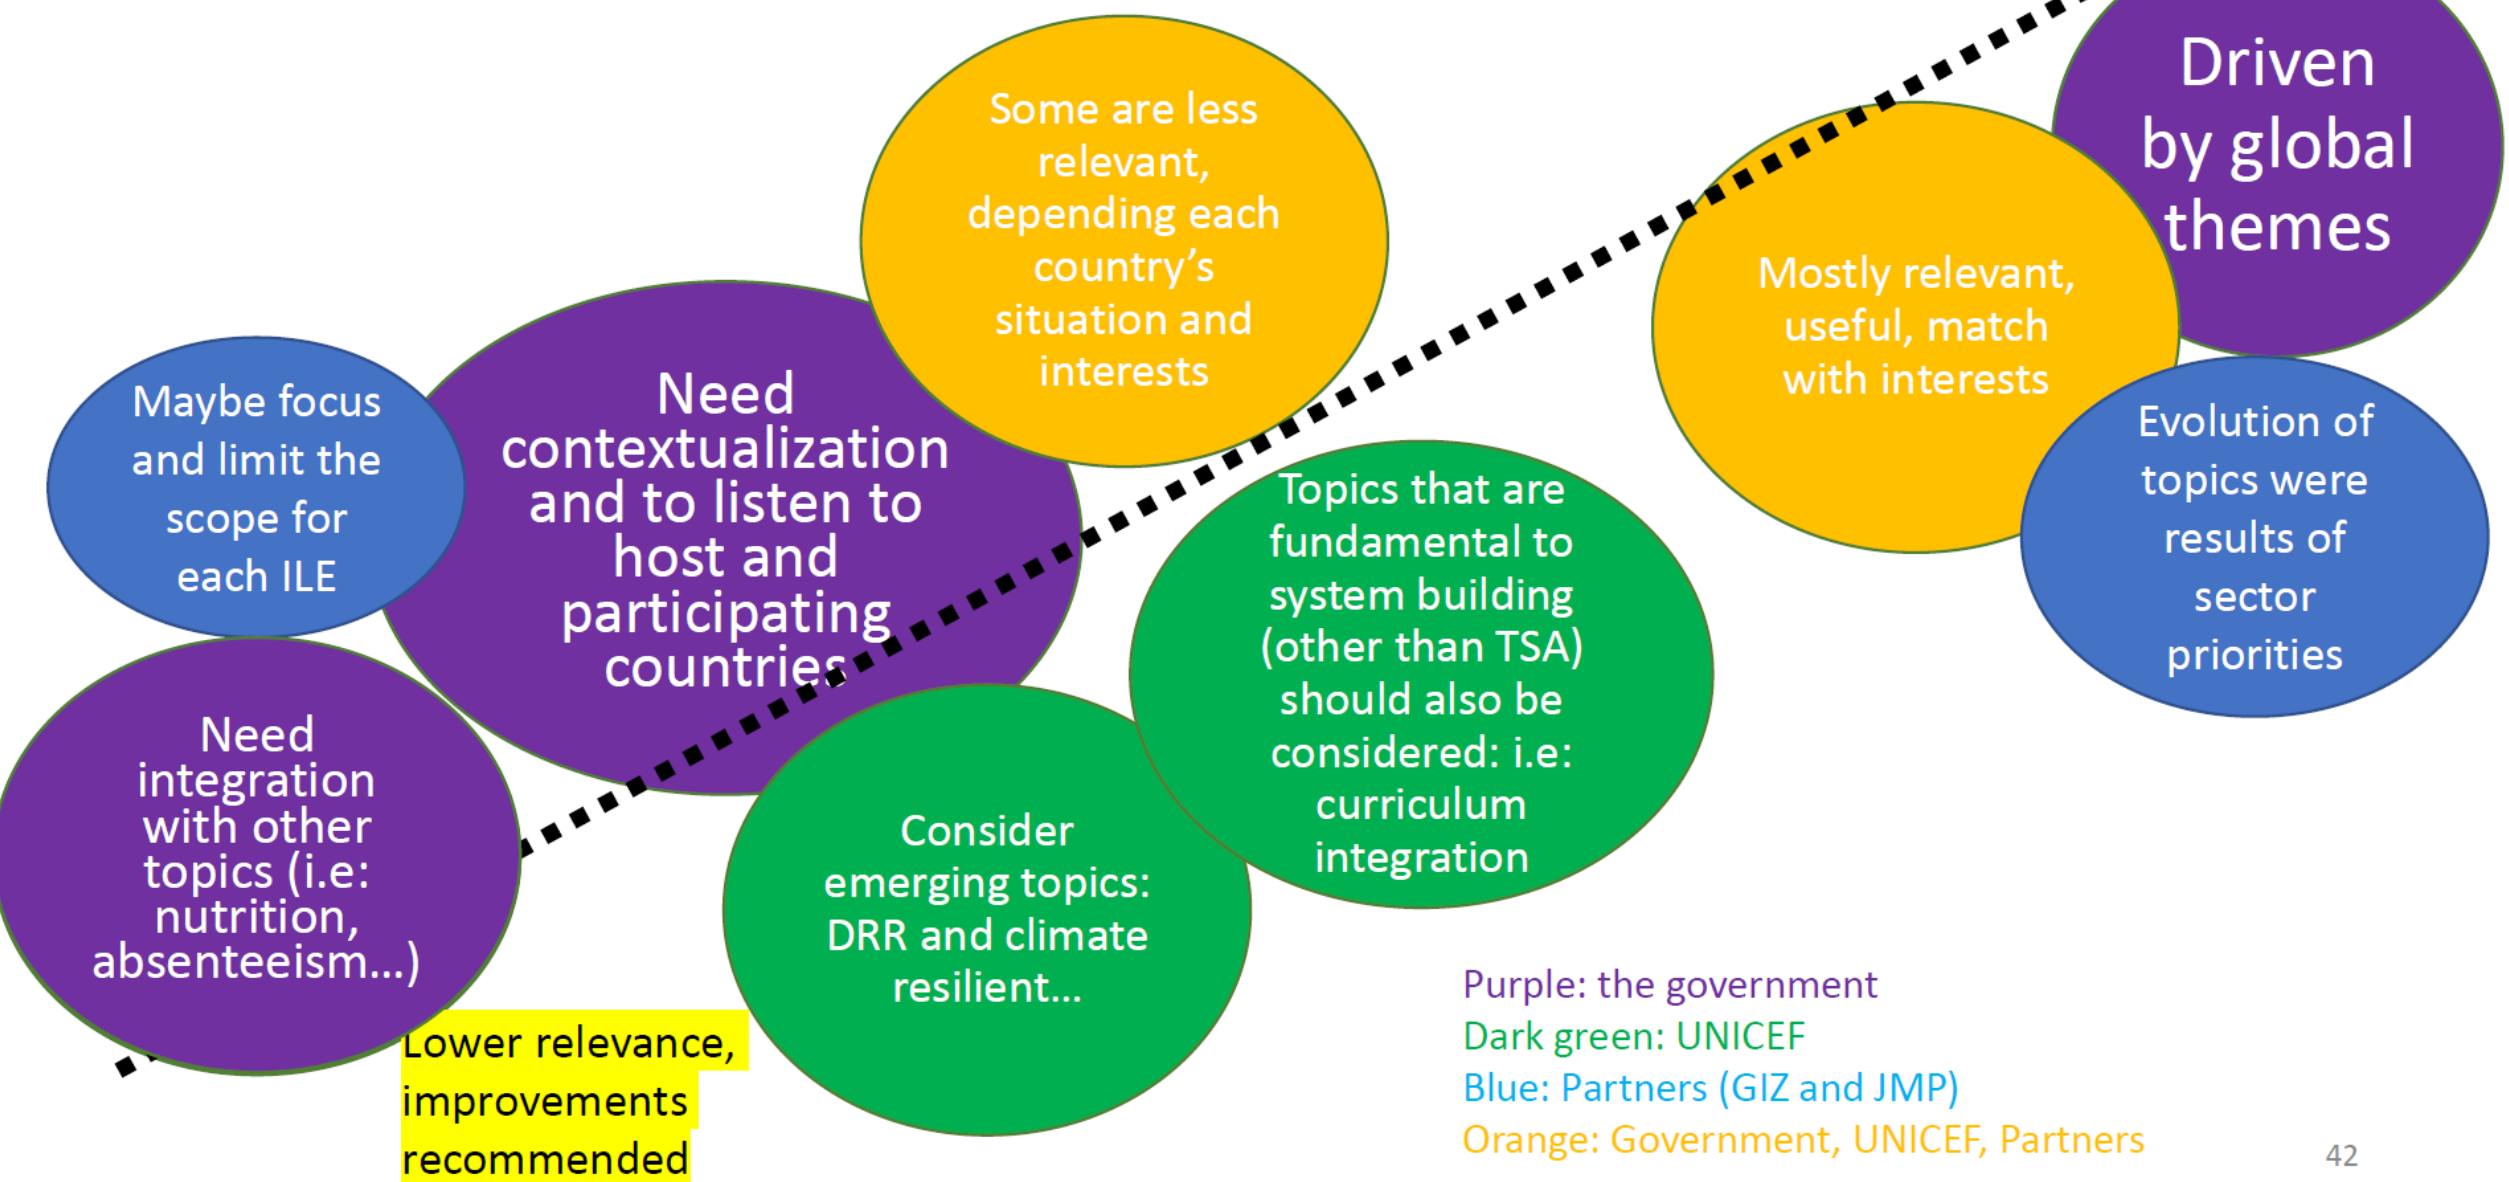 Driven
by global
themes
Some are less
relevant,
depending each
country's
situation and
interests
Mostly relevant,
useful, match
with interests
Maybe focus
and limit the
scope for
each ILE
Need
contextualization
and to listen to
host and
participating
countries
Evolution of
topics were
results of
sector
priorities
Topics that are
fundamental to
system building
(other than TSA)
should also be
considered: i.e:
curriculum
integration
Need
integration
with other
topics (i.e:
nutrition,
absenteeism...)
Consider
emerging topics:
DRR and climate
resilient...
Lower relevance,
improvements
recommended
Purple: the government
Dark green: UNICEF
Blue: Partners (GIZ and JMP)
Orange: Government, UNICEF, Partners
42